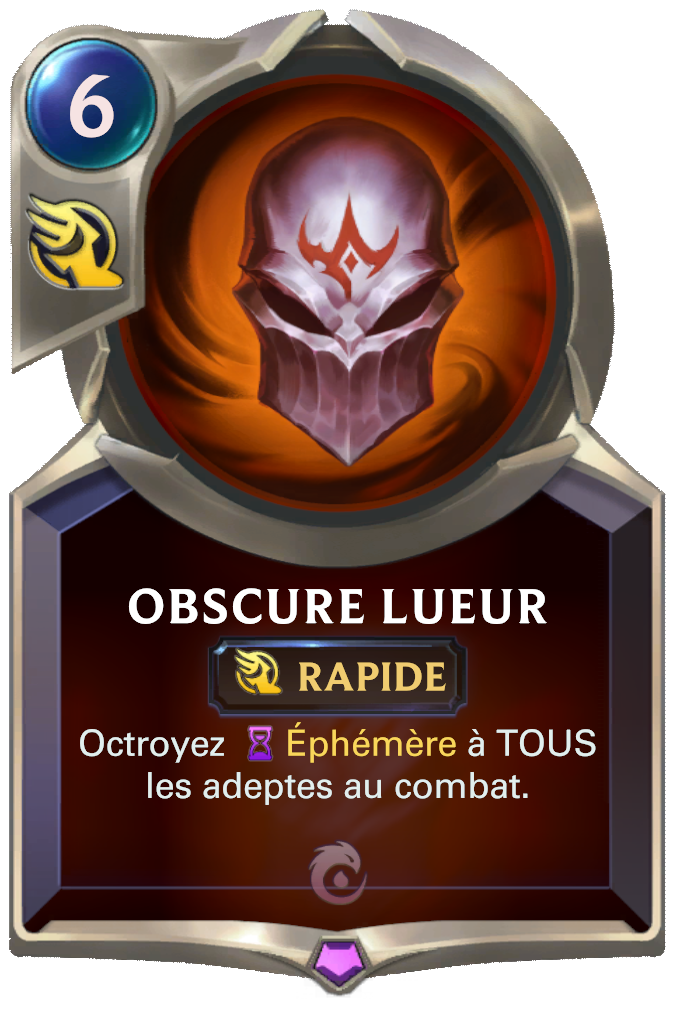 6
OBSCURE LUEUR
RAPIDE
Octroyez Éphémère à TOUS
les adeptes au combat.